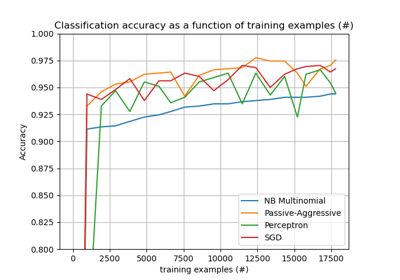 Classification accuracy as a function of training examples (#)
1.000
0.975
0.950
0.925
0.900
0.875
0.850
0.825
0.800
Accuracy
0 2500 5000 7500 10000 12500 15000 17500
training examples (#)
NB Multinomial
Passive-Aggressive
Perceptron
SGD